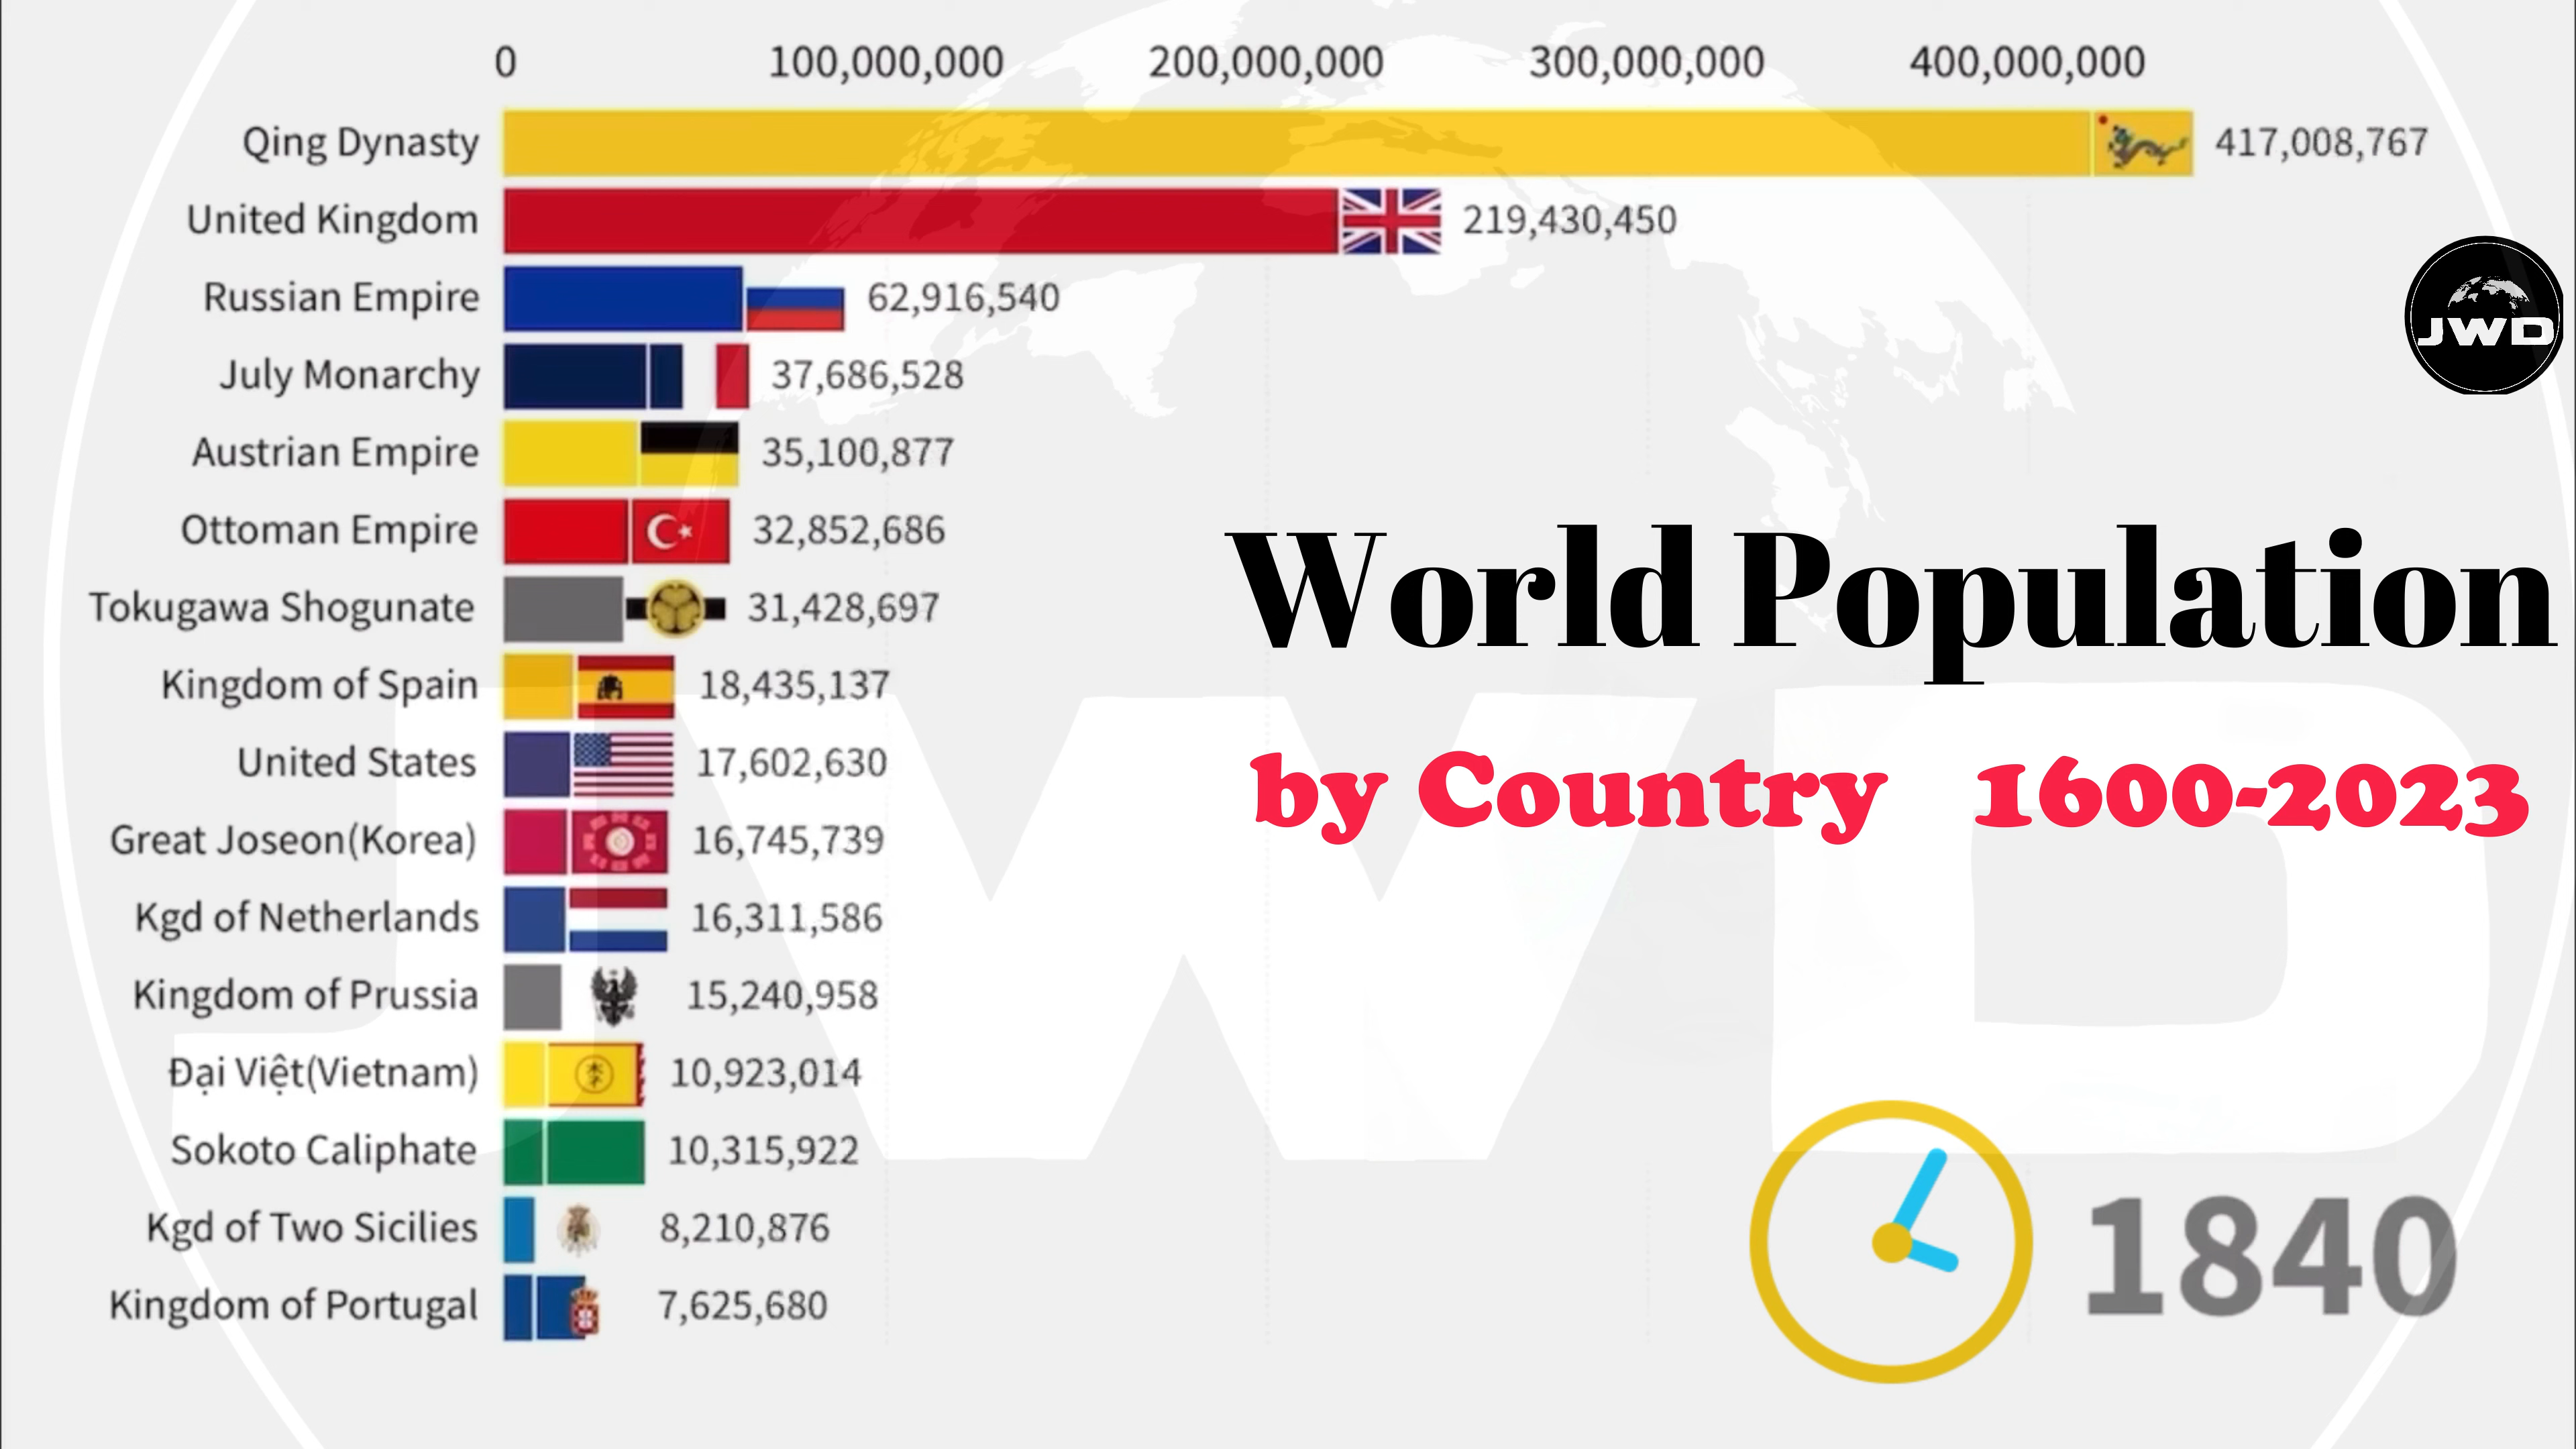 0 100,000,000 200,000,000 300,000,000 400,000,000
Qing Dynasty 417,008,767
United Kingdom 219,430,450
Russian Empire 62,916,540
July Monarchy 37,686,528
Austrian Empire 35,100,877
Ottoman Empire 32,852,686
Tokugawa Shogunate 31,428,697
Kingdom of Spain 18,435,137
United States 17,602,630
Great Joseon(Korea) 16,745,739
Kgd of Netherlands 16,311,586
Kingdom of Prussia 15,240,958
Đại Việt(Vietnam) 10,923,014
Sokoto Caliphate 10,315,922
Kgd of Two Sicilies 8,210,876
Kingdom of Portugal 7,625,680
JWD
World Population
by Country 1600-2023
JWD
1840